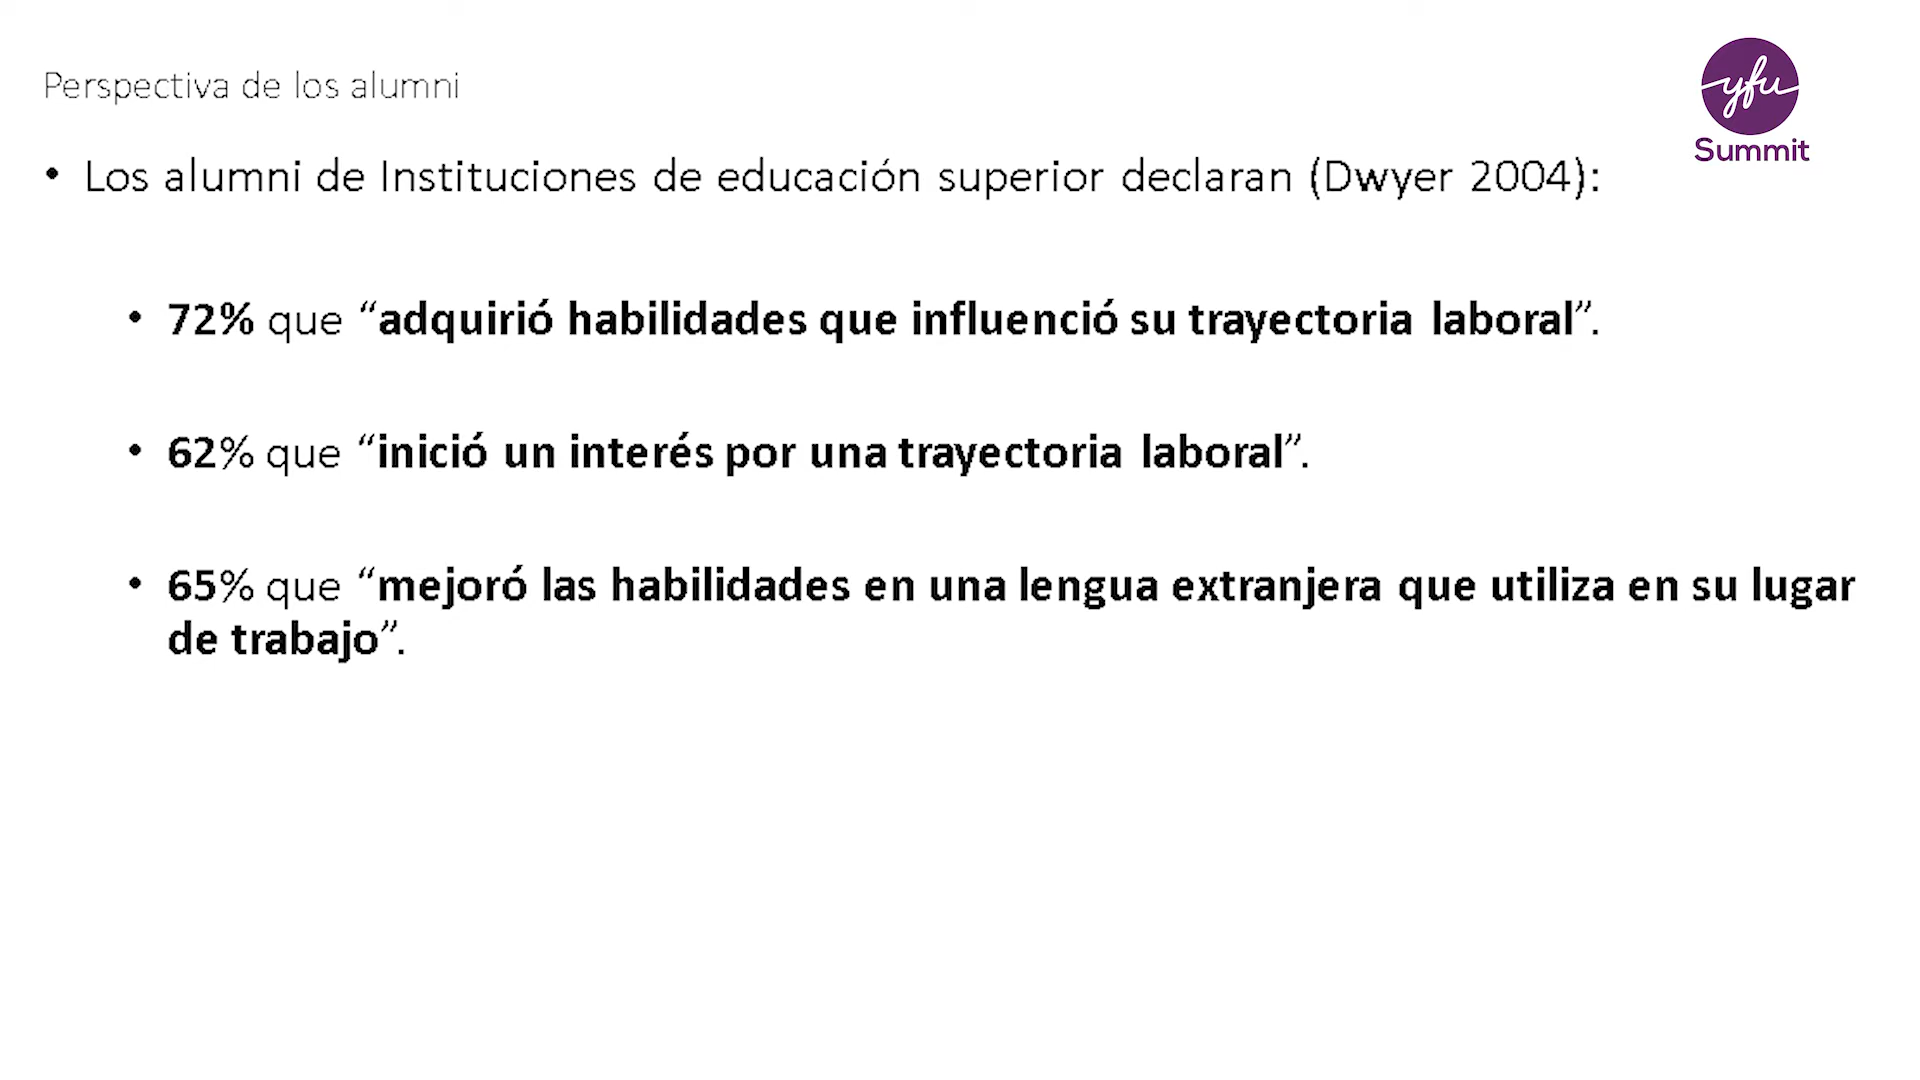 Perspectiva de los alumni
yfu
Summit
• Los alumni de Instituciones de educación superior declaran (Dwyer 2004):
• 72% que “adquirió habilidades que influenció su trayectoria laboral”.
• 62% que “inició un interés por una trayectoria laboral”.
• 65% que “mejoró las habilidades en una lengua extranjera que utiliza en su lugar
de trabajo”.